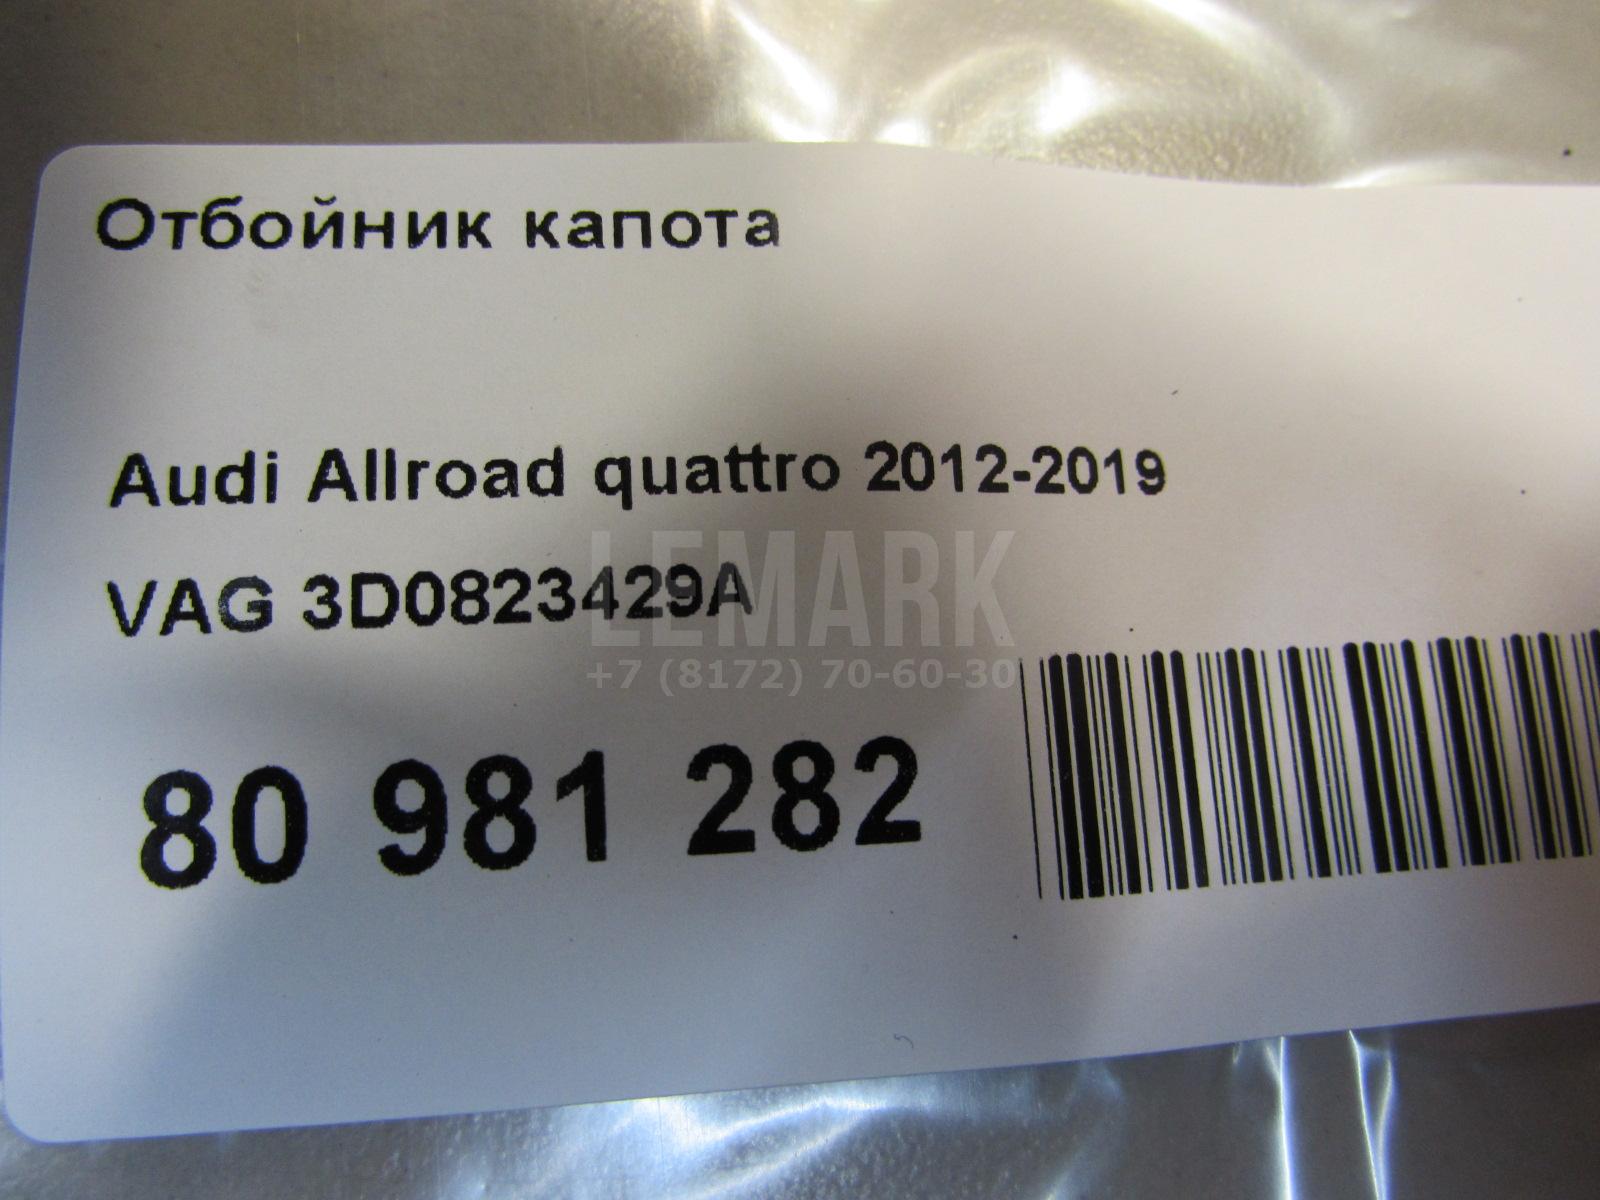 Отбойник капота
Audi Allroad quattro 2012-2019
VAG 3D0823429A
LEMARK
+7 (8172) 70-60-30
80 981 282